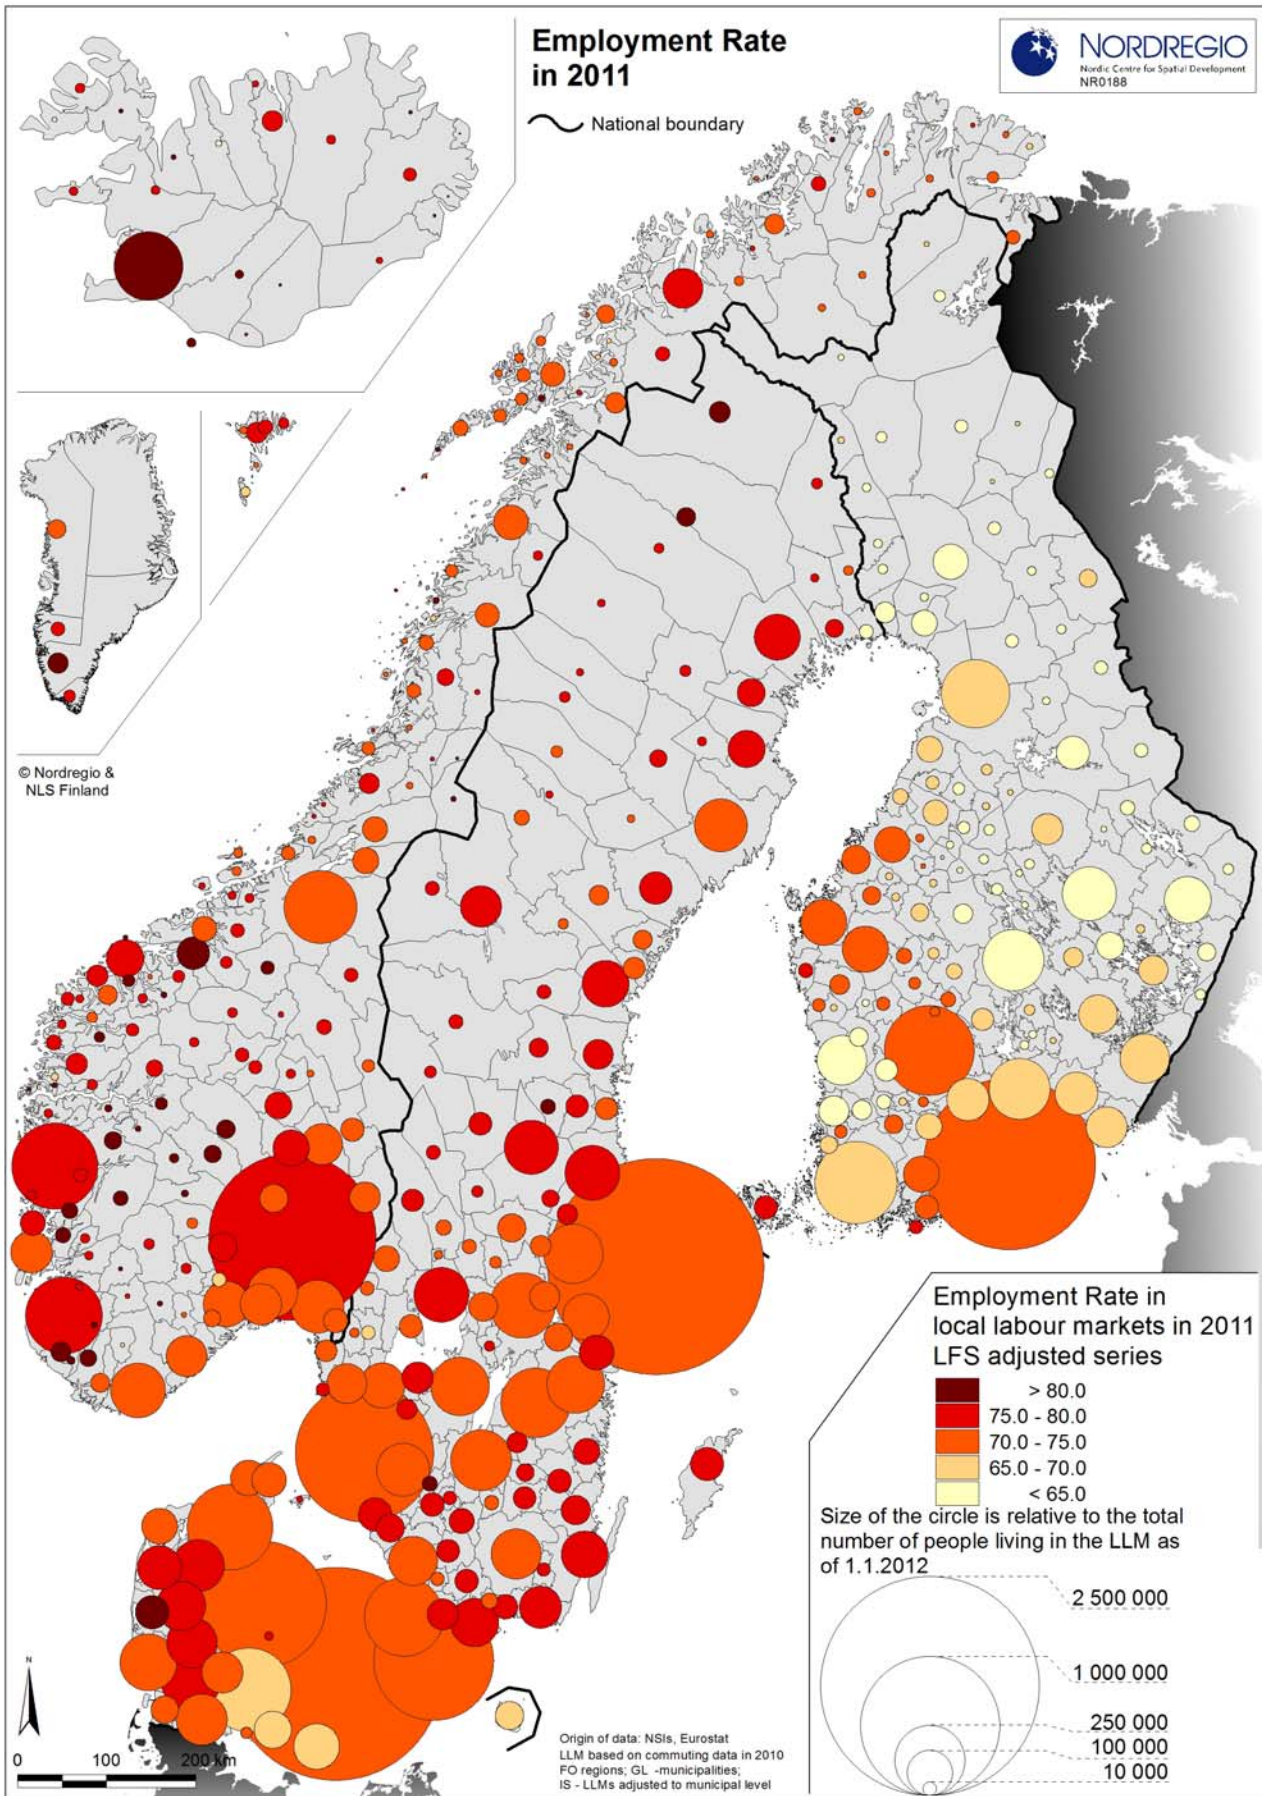 Employment Rate
in 2011
National boundary
NORDREGIO
Nordic Centre for Spatial Development
NR0188
© Nordregio &
NLS Finland
Employment Rate in
local labour markets in 2011
LFS adjusted series
> 80.0
75.0 - 80.0
70.0 - 75.0
65.0 - 70.0
< 65.0
Size of the circle is relative to the total
number of people living in the LLM as
of 1.1.2012
2 500 000
1 000 000
250 000
100 000
10 000
N
0 100 200 km
Origin of data: NSIs, Eurostat
LLM based on commuting data in 2010
FO regions; GL -municipalities;
IS - LLMs adjusted to municipal level